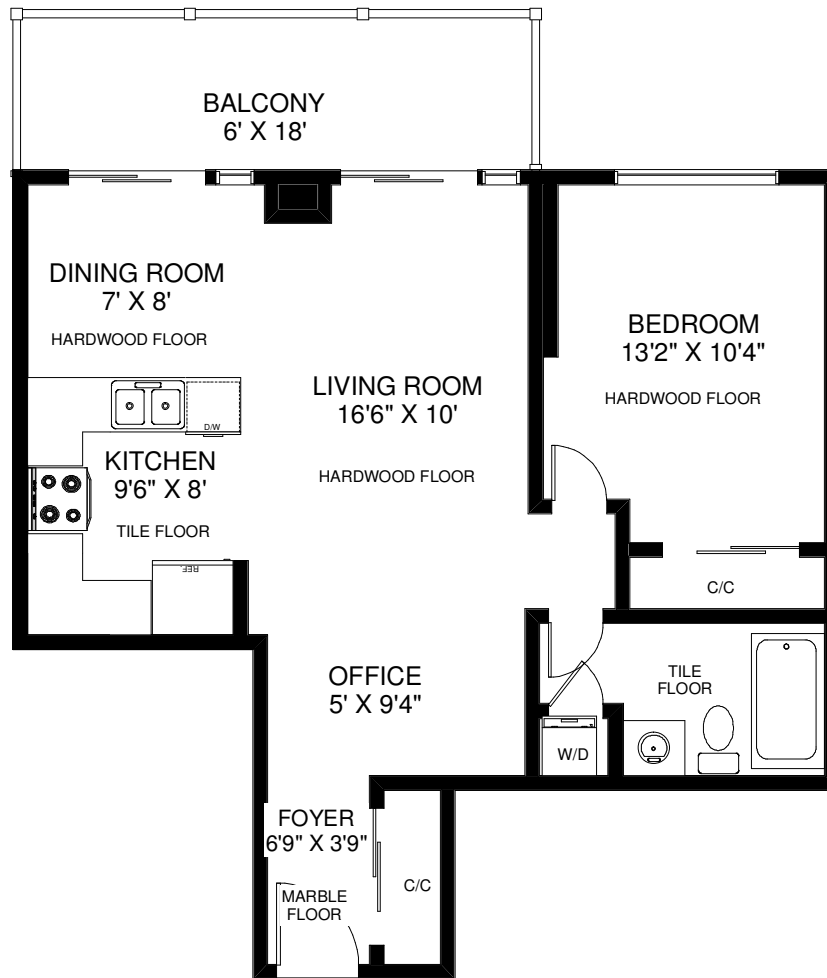 BALCONY
6' X 18'
DINING ROOM
7' X 8'
HARDWOOD FLOOR
BEDROOM
13'2" X 10'4"
HARDWOOD FLOOR
LIVING ROOM
16'6" X 10'
HARDWOOD FLOOR
D/W
KITCHEN
9'6" X 8'
TILE FLOOR
REF.
C/C
OFFICE
5' X 9'4"
TILE
FLOOR
W/D
FOYER
6'9" X 3'9"
MARBLE
FLOOR
C/C